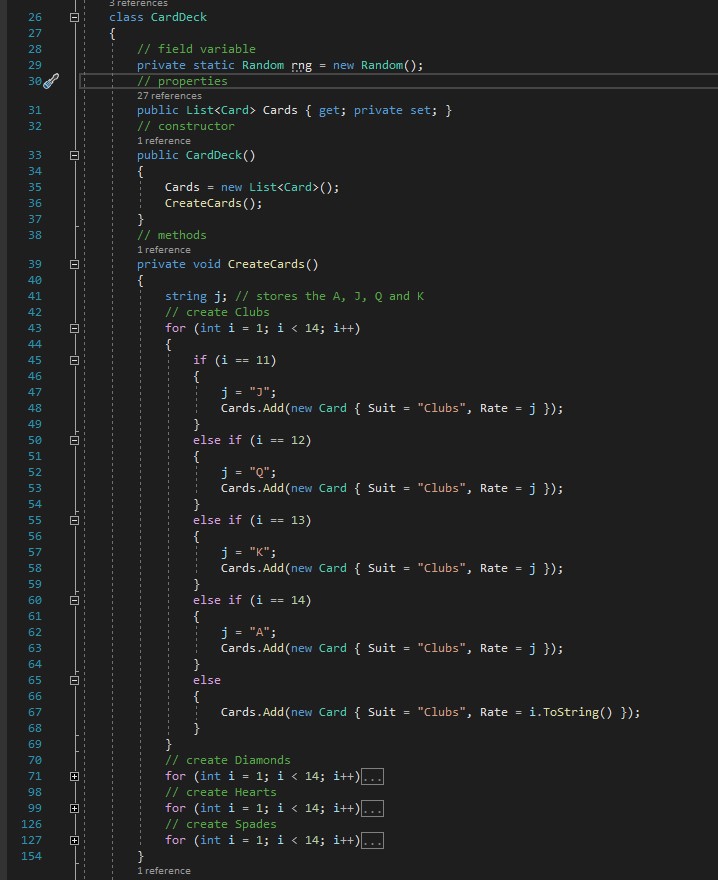 3 references
26 class CardDeck
27 {
28 // field variable
29 private static Random rng = new Random();
30 // properties
27 references
31 public List<Card> Cards { get; private set; }
32 // constructor
1 reference
33 public CardDeck()
34 {
35 Cards = new List<Card>();
36 CreateCards();
37 }
38 // methods
1 reference
39 private void CreateCards()
40 {
41 string j; // stores the A, J, Q and K
42 // create Clubs
43 for (int i = 1; i < 14; i++)
44 {
45 if (i == 11)
46 {
47 j = "J";
48 Cards.Add(new Card { Suit = "Clubs", Rate = j });
49 }
50 else if (i == 12)
51 {
52 j = "Q";
53 Cards.Add(new Card { Suit = "Clubs", Rate = j });
54 }
55 else if (i == 13)
56 {
57 j = "K";
58 Cards.Add(new Card { Suit = "Clubs", Rate = j });
59 }
60 else if (i == 14)
61 {
62 j = "A";
63 Cards.Add(new Card { Suit = "Clubs", Rate = j });
64 }
65 else
66 {
67 Cards.Add(new Card { Suit = "Clubs", Rate = i.ToString() });
68 }
69 }
70 // create Diamonds
71 for (int i = 1; i < 14; i++)...
98 // create Hearts
99 for (int i = 1; i < 14; i++)...
126 // create Spades
127 for (int i = 1; i < 14; i++)...
154 }
1 reference